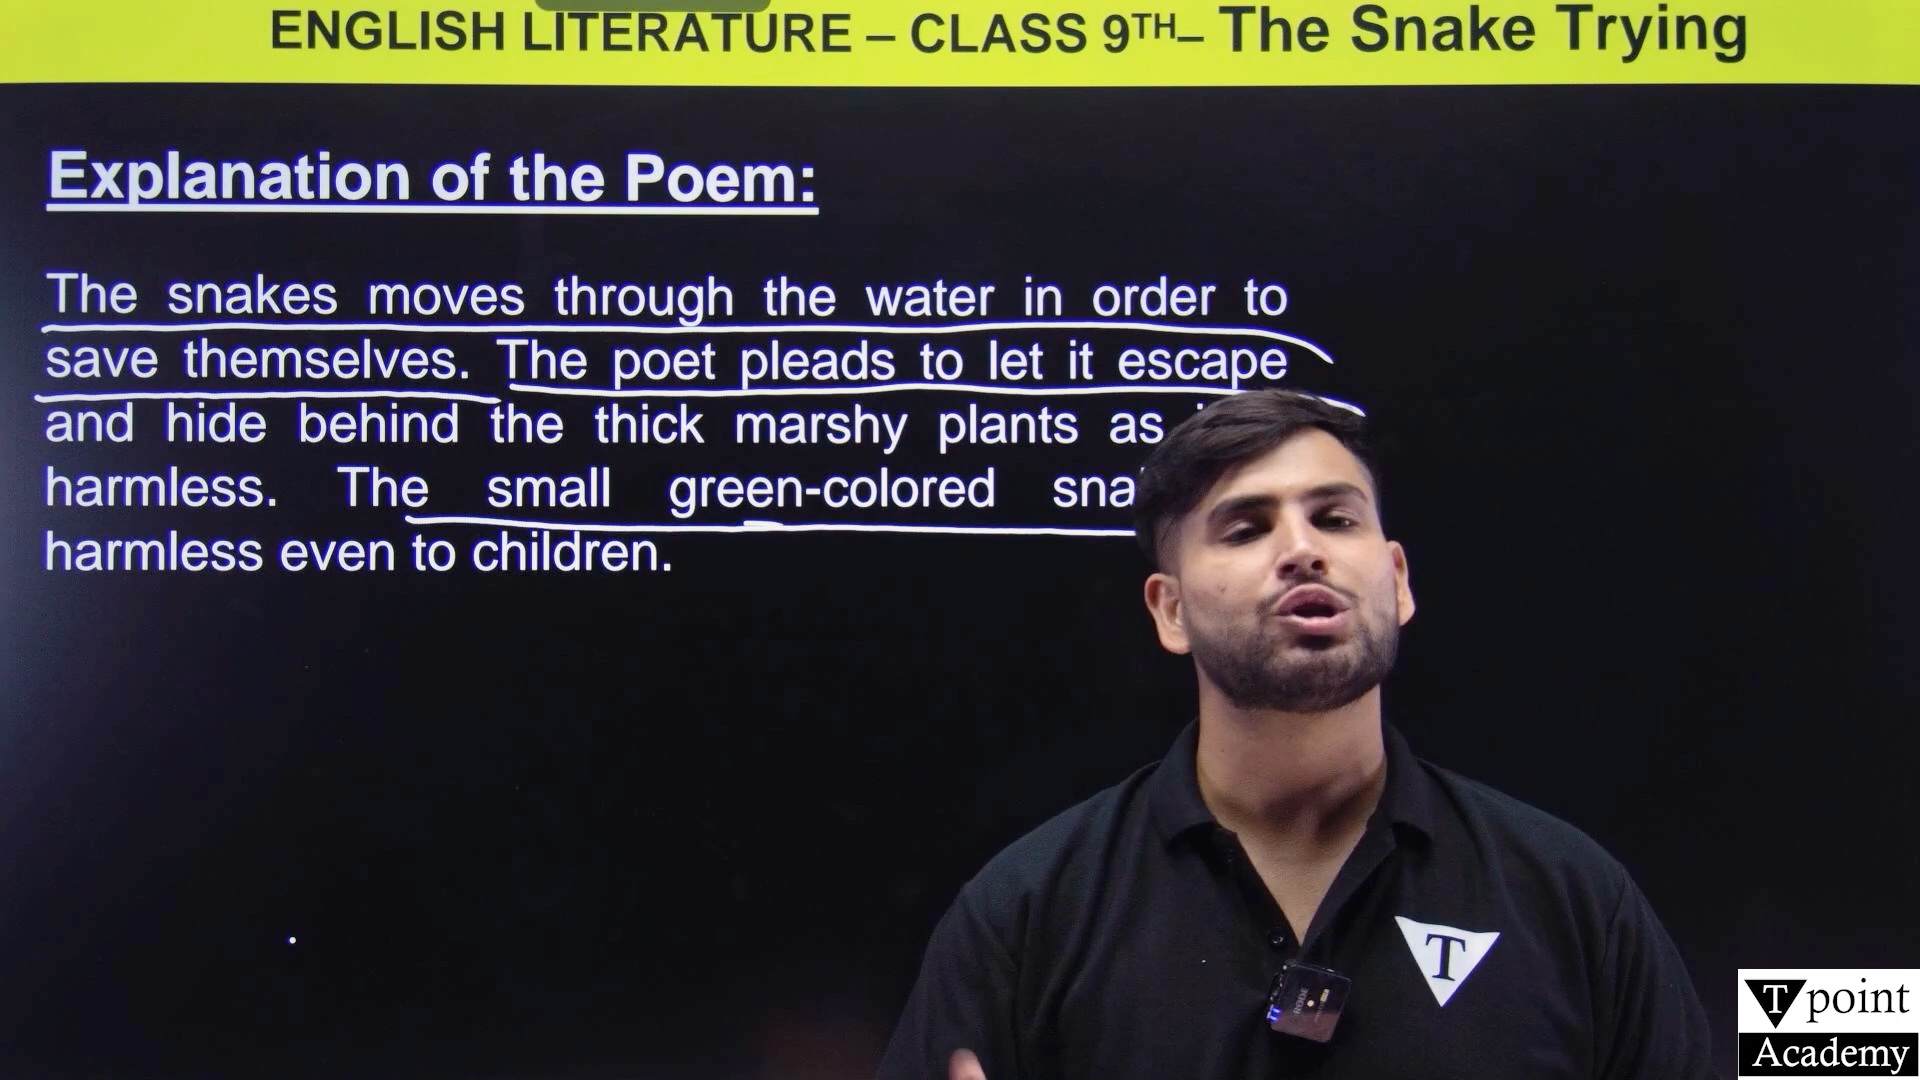 ENGLISH LITERATURE – CLASS 9TH– The Snake Trying
Explanation of the Poem:
The snakes moves through the water in order to
save themselves. The poet pleads to let it escape
and hide behind the thick marshy plants as
harmless. The small green-colored
harmless even to children.
T
T point
Academy